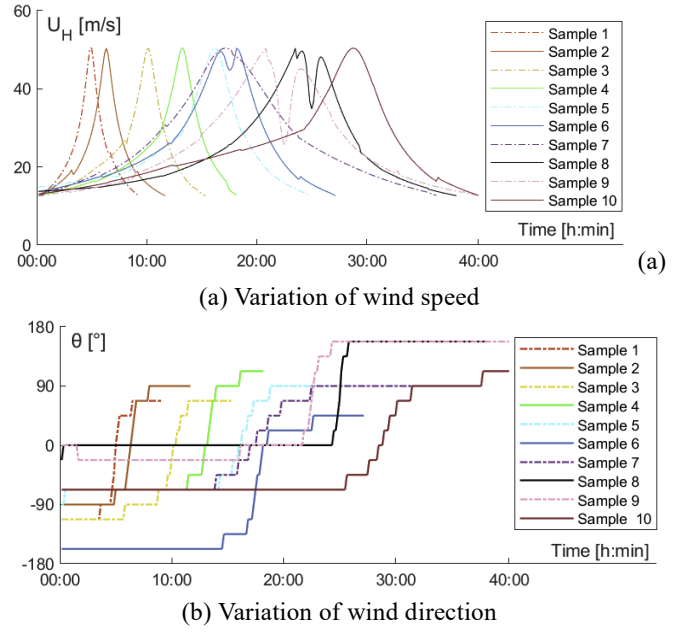 60
U_H [m/s]
40
20
0
00:00
10:00
20:00
30:00
40:00
Time [h:min]
Sample 1
Sample 2
Sample 3
Sample 4
Sample 5
Sample 6
Sample 7
Sample 8
Sample 9
Sample 10
(a)
(a) Variation of wind speed
180
θ [°]
90
0
-90
-180
00:00
10:00
20:00
30:00
40:00
Time [h:min]
Sample 1
Sample 2
Sample 3
Sample 4
Sample 5
Sample 6
Sample 7
Sample 8
Sample 9
Sample 10
(b) Variation of wind direction